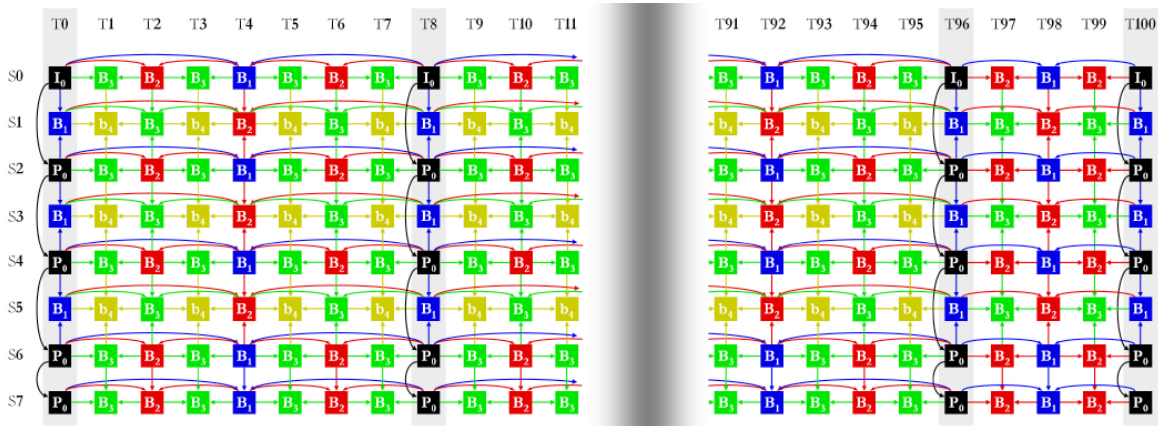 T0 T1 T2 T3 T4 T5 T6 T7 T8 T9 T10 T11 T91 T92 T93 T94 T95 T96 T97 T98 T99 T100
S0 I0 B3 B2 B3 B1 B3 B2 B3 I0 B3 B2 B3 B3 B1 B3 B2 B3 I0 B2 B1 B2 I0
S1 B1 b4 B3 b4 B2 b4 B3 b4 B1 b4 B3 b4 b4 B2 b4 B3 b4 B1 B3 B2 B3 B1
S2 P0 B3 B2 B3 B1 B3 B2 B3 P0 B3 B2 B3 B3 B1 B3 B2 B3 P0 B2 B1 B2 P0
S3 B1 b4 B3 b4 B2 b4 B3 b4 B1 b4 B3 b4 b4 B2 b4 B3 b4 B1 B3 B2 B3 B1
S4 P0 B3 B2 B3 B1 B3 B2 B3 P0 B3 B2 B3 B3 B1 B3 B2 B3 P0 B2 B1 B2 P0
S5 B1 b4 B3 b4 B2 b4 B3 b4 B1 b4 B3 b4 b4 B2 b4 B3 b4 B1 B3 B2 B3 B1
S6 P0 B3 B2 B3 B1 B3 B2 B3 P0 B3 B2 B3 B3 B1 B3 B2 B3 P0 B2 B1 B2 P0
S7 P0 B3 B2 B3 B1 B3 B2 B3 P0 B3 B2 B3 B3 B1 B3 B2 B3 P0 B2 B1 B2 P0